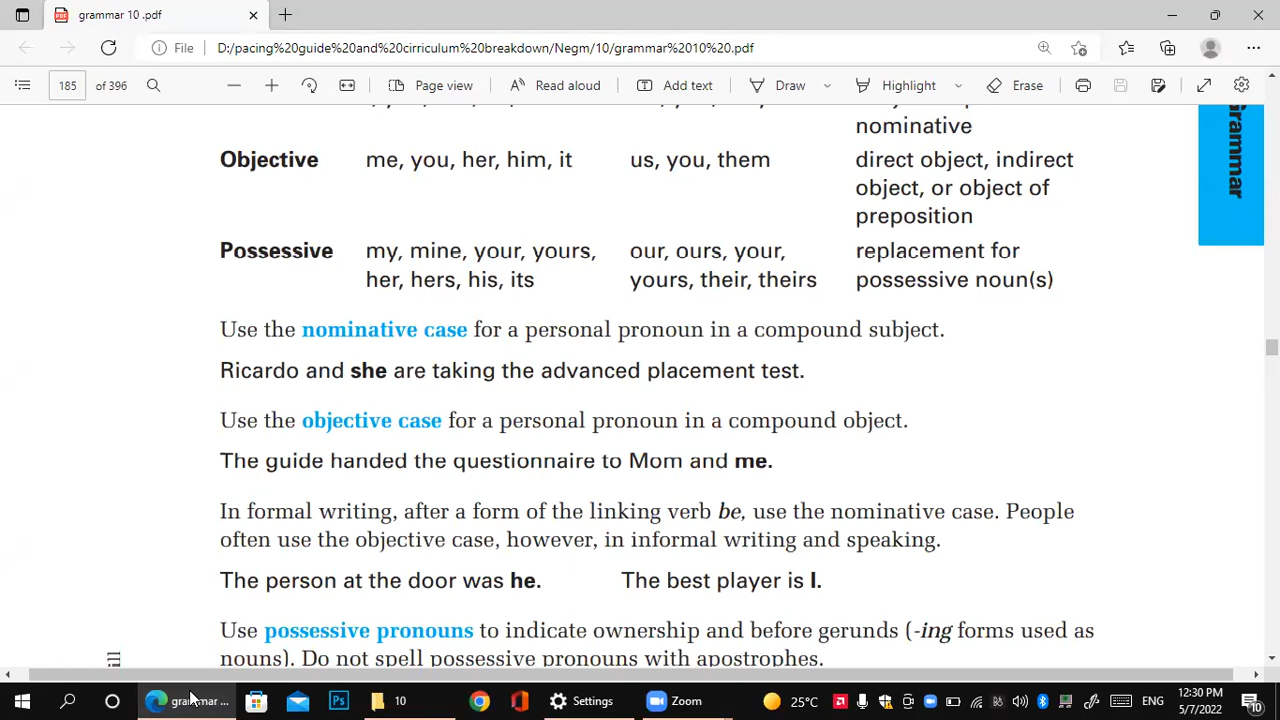 grammar 10 .pdf
File D:/pacing%20guide%20and%20cirriculum%20breakdown/Negm/10/grammar%2010%20.pdf
185 of 396 Page view Read aloud Add text Draw Highlight Erase
nominative
Objective me, you, her, him, it us, you, them direct object, indirect
object, or object of
preposition
Possessive my, mine, your, yours, our, ours, your, replacement for
her, hers, his, its yours, their, theirs possessive noun(s)
Grammar
Use the nominative case for a personal pronoun in a compound subject.
Ricardo and she are taking the advanced placement test.
Use the objective case for a personal pronoun in a compound object.
The guide handed the questionnaire to Mom and me.
In formal writing, after a form of the linking verb be, use the nominative case. People
often use the objective case, however, in informal writing and speaking.
The person at the door was he. The best player is I.
Use possessive pronouns to indicate ownership and before gerunds (-ing forms used as
nouns). Do not spell possessive pronouns with apostrophes.
grammar ... 10 Settings Zoom 25°C ENG 12:30 PM
5/7/2022 10